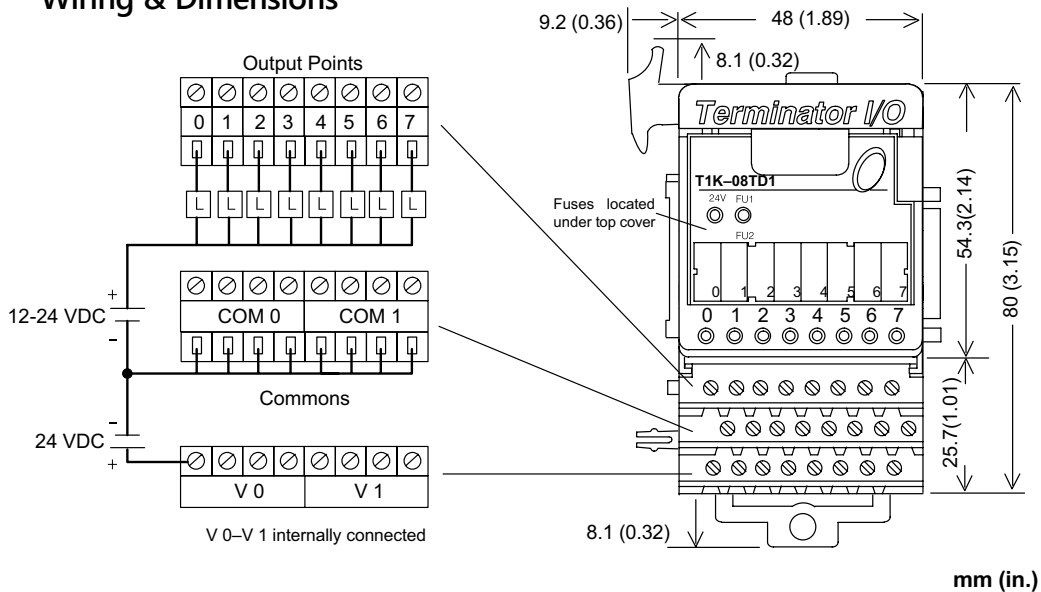 Wiring & Dimensions
9.2 (0.36)
48 (1.89)
8.1 (0.32)
Output Points
0 1 2 3 4 5 6 7
L L L L L L L L
+
12-24 VDC
-
COM 0 COM 1
Commons
-
24 VDC
+
V 0 V 1
V 0–V 1 internally connected
Terminator I/O
T1K–08TD1
24V FU1
FU2
Fuses located
under top cover
0 1 2 3 4 5 6 7
0 1 2 3 4 5 6 7
54.3(2.14)
80 (3.15)
25.7(1.01)
8.1 (0.32)
mm (in.)